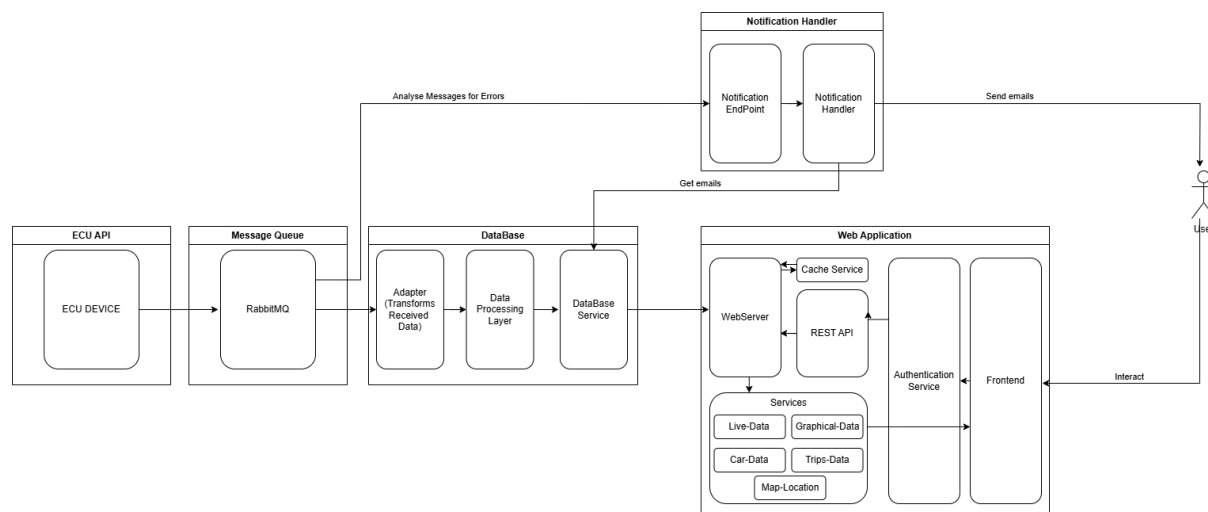 Notification Handler
Notification
EndPoint
Notification
Handler
Analyse Messages for Errors
Send emails
Get emails
User
ECU API
ECU DEVICE
Message Queue
RabbitMQ
DataBase
Adapter
(Transforms
Received
Data)
Data
Processing
Layer
DataBase
Service
Web Application
WebServer
Cache Service
REST API
Authentication
Service
Frontend
Interact
Services
Live-Data
Graphical-Data
Car-Data
Trips-Data
Map-Location